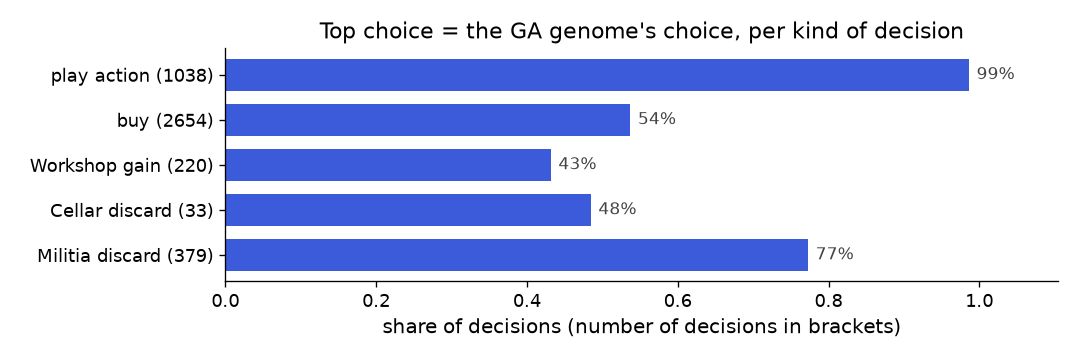 Top choice = the GA genome's choice, per kind of decision
play action (1038)
99%
buy (2654)
54%
Workshop gain (220)
43%
Cellar discard (33)
48%
Militia discard (379)
77%
0.0 0.2 0.4 0.6 0.8 1.0
share of decisions (number of decisions in brackets)